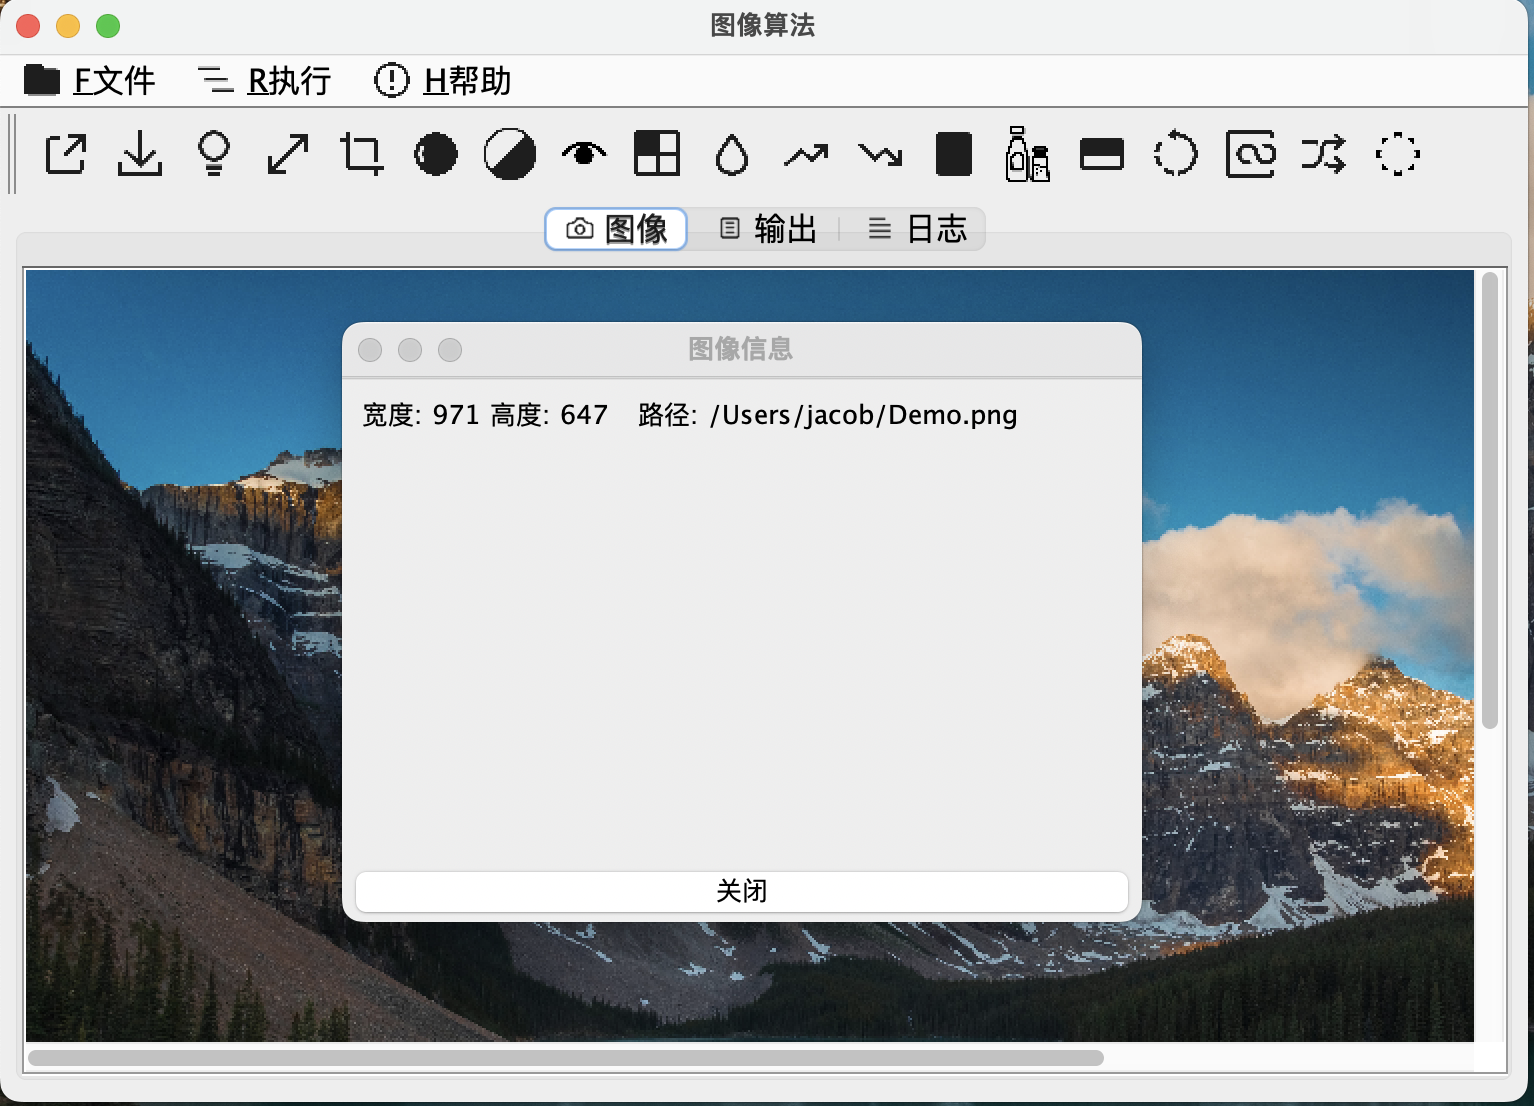 图像算法
F文件 R执行 H帮助
图像 输出 日志
图像信息
宽度: 971 高度: 647 路径: /Users/jacob/Demo.png
关闭